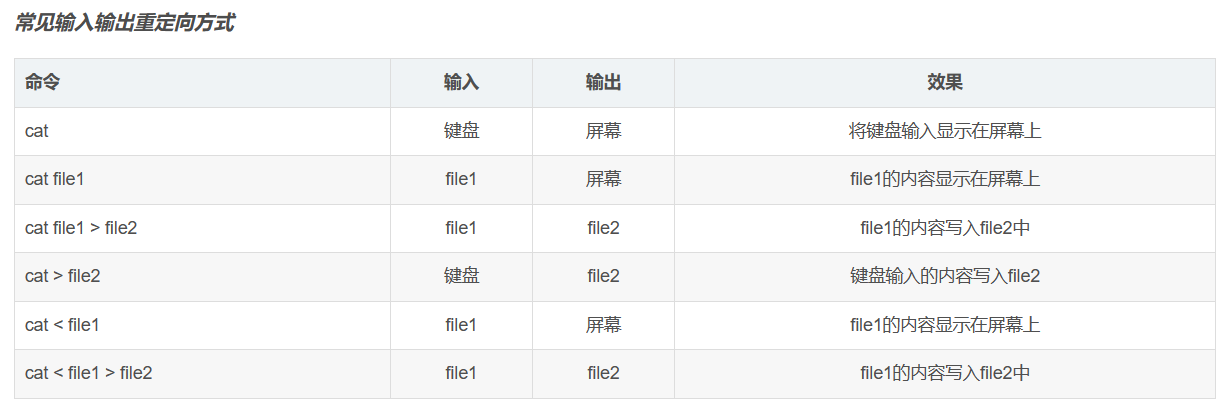 常见输入输出重定向方式
命令 输入 输出 效果
cat 键盘 屏幕 将键盘输入显示在屏幕上
cat file1 file1 屏幕 file1的内容显示在屏幕上
cat file1 > file2 file1 file2 file1的内容写入file2中
cat > file2 键盘 file2 键盘输入的内容写入file2
cat < file1 file1 屏幕 file1的内容显示在屏幕上
cat < file1 > file2 file1 file2 file1的内容写入file2中